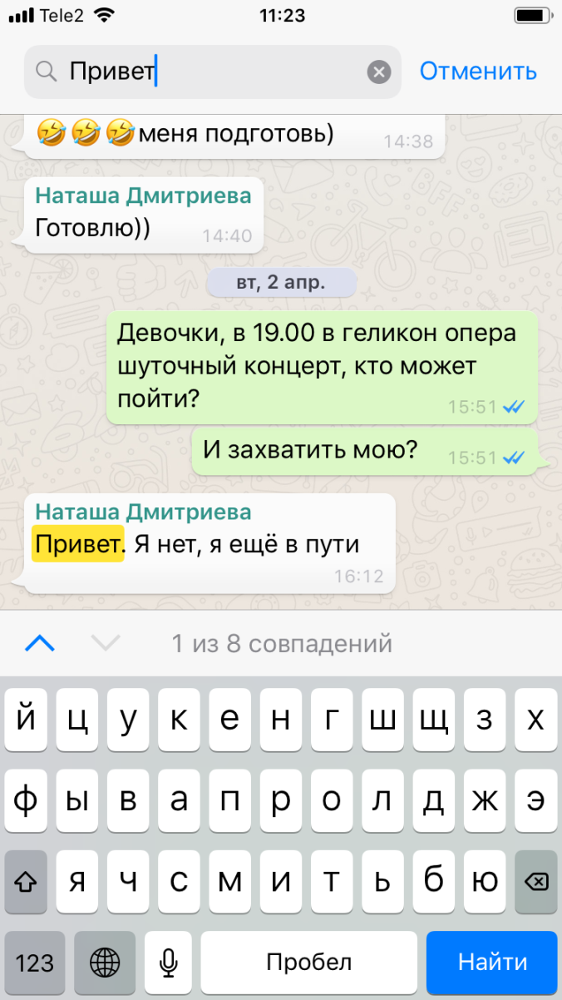 Tele2 11:23
Привет Отменить
🤣🤣🤣меня подготовь) 14:38
Наташа Дмитриева
Готовлю)) 14:40
вт, 2 апр.
Девочки, в 19.00 в геликон опера
шуточный концерт, кто может
пойти? 15:51
И захватить мою? 15:51
Наташа Дмитриева
Привет. Я нет, я ещё в пути
16:12
1 из 8 совпадений
й ц у к е н г ш щ з х
ф ы в а п р о л д ж э
я ч с м и т ь б ю
123 Пробел Найти